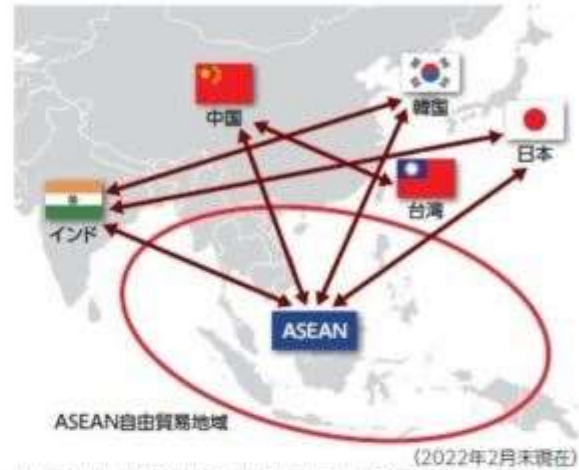 韓国
中国
日本
台湾
インド
ASEAN
ASEAN自由貿易地域
(2022年2月末現在)